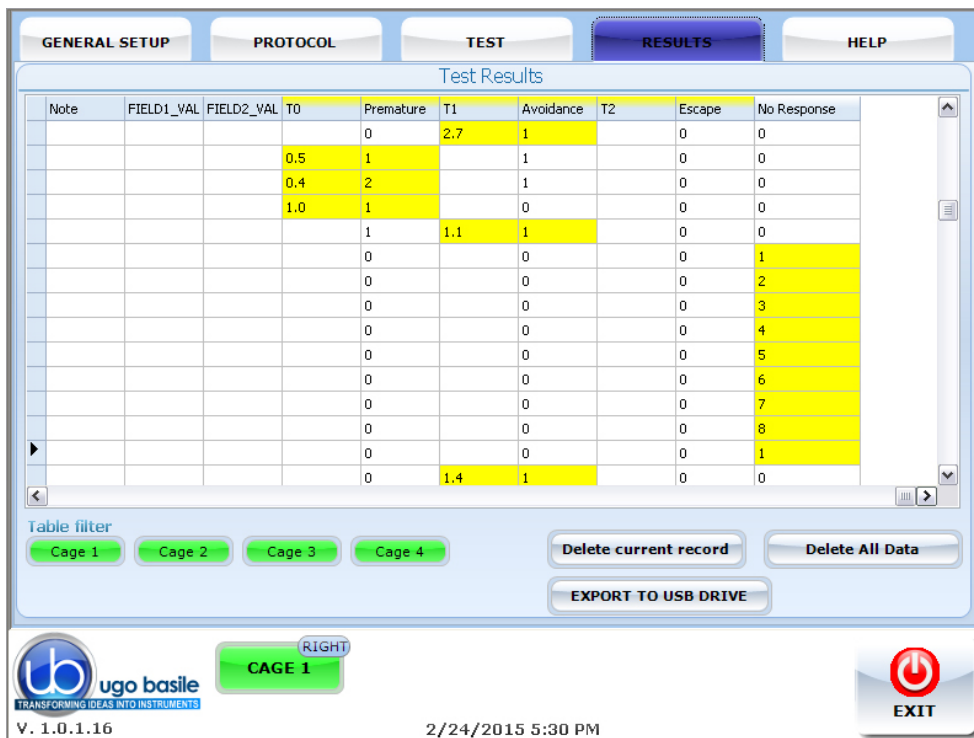 GENERAL SETUP PROTOCOL TEST RESULTS HELP
Test Results
Note FIELD1_VAL FIELD2_VAL T0 Premature T1 Avoidance T2 Escape No Response
0 2.7 1 0 0
0.5 1 1 0 0
0.4 2 1 0 0
1.0 1 0 0 0
1 1.1 1 0 0
0 0 0 1
0 0 0 2
0 0 0 3
0 0 0 4
0 0 0 5
0 0 0 6
0 0 0 7
0 0 0 8
0 0 0 1
0 1.4 1 0 0
Table filter
Cage 1 Cage 2 Cage 3 Cage 4 Delete current record Delete All Data
EXPORT TO USB DRIVE
RIGHT
CAGE 1
ub ugo basile
TRANSFORMING IDEAS INTO INSTRUMENTS
EXIT
V. 1.0.1.16 2/24/2015 5:30 PM